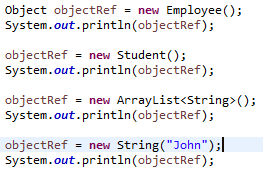 Object objectRef = new Employee();
System.out.println(objectRef);
objectRef = new Student();
System.out.println(objectRef);
objectRef = new ArrayList<String>();
System.out.println(objectRef);
objectRef = new String("John");
System.out.println(objectRef);